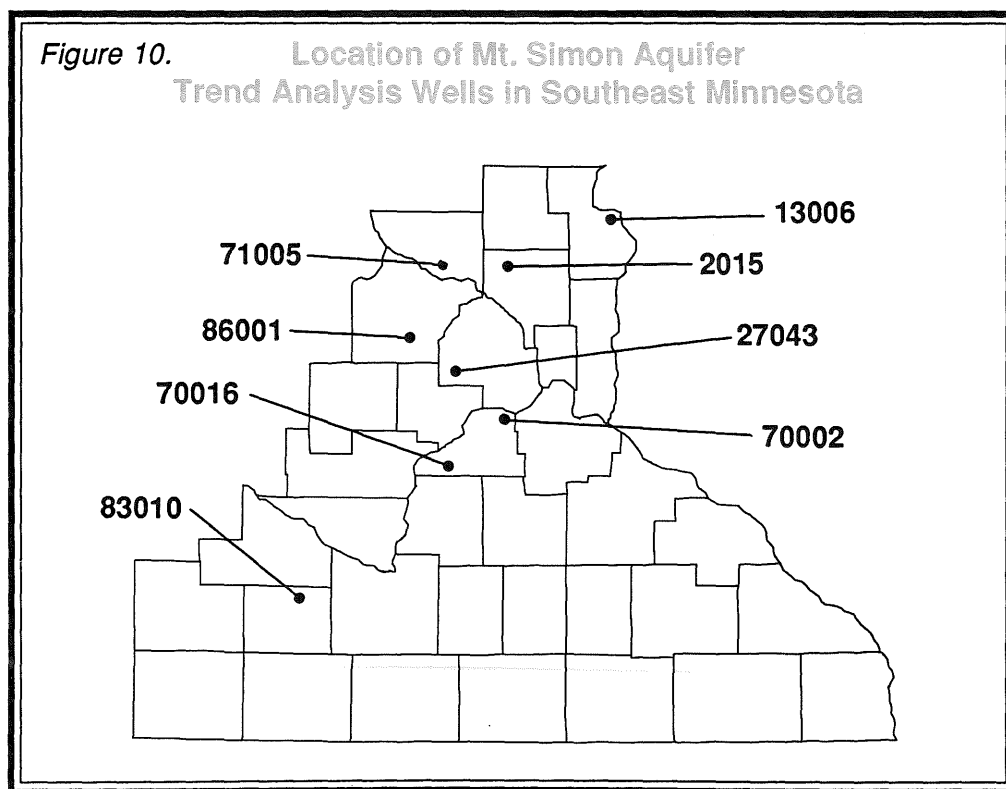 Figure 10.
Location of Mt. Simon Aquifer
Trend Analysis Wells in Southeast Minnesota
13006
71005
2015
86001
27043
70016
70002
83010